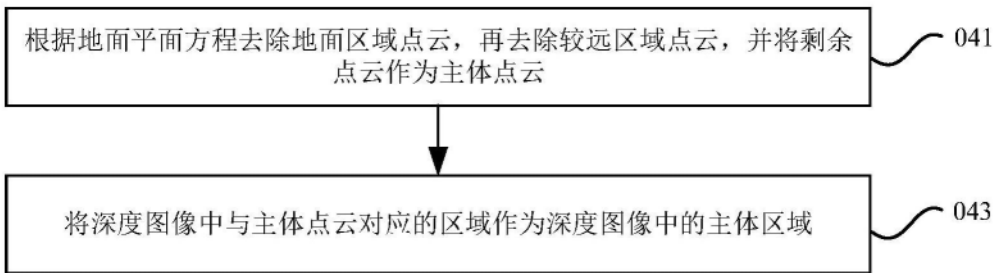 根据地面平面方程去除地面区域点云，再去除较远区域点云，并将剩余
点云作为主体点云
041
将深度图像中与主体点云对应的区域作为深度图像中的主体区域
043